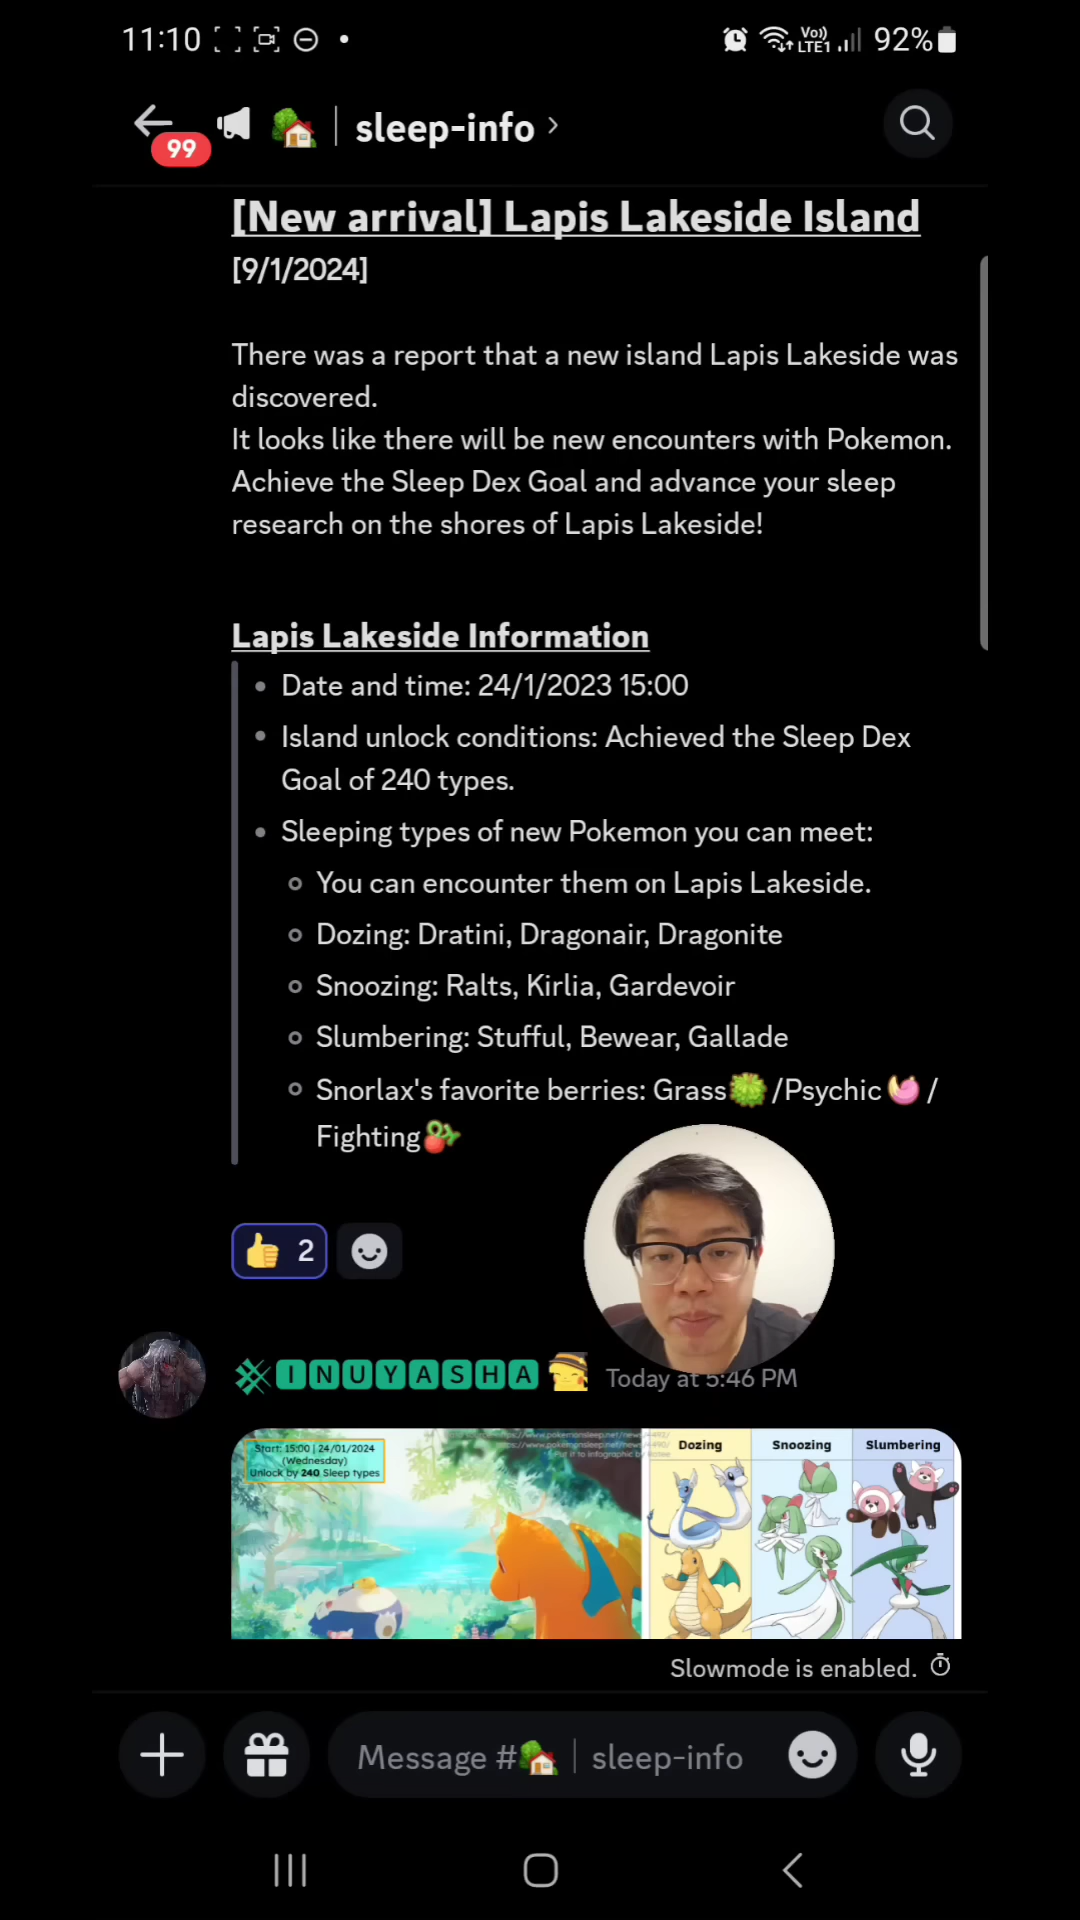 11:10
Vo))
LTE1
92%
99
sleep-info
[New arrival] Lapis Lakeside Island
[9/1/2024]
There was a report that a new island Lapis Lakeside was
discovered.
It looks like there will be new encounters with Pokemon.
Achieve the Sleep Dex Goal and advance your sleep
research on the shores of Lapis Lakeside!
Lapis Lakeside Information
Date and time: 24/1/2023 15:00
Island unlock conditions: Achieved the Sleep Dex
Goal of 240 types.
Sleeping types of new Pokemon you can meet:
You can encounter them on Lapis Lakeside.
Dozing: Dratini, Dragonair, Dragonite
Snoozing: Ralts, Kirlia, Gardevoir
Slumbering: Stufful, Bewear, Gallade
Snorlax's favorite berries: Grass /Psychic /
Fighting
2
INUYASHA Today at 5:46 PM
Start: 15:00 | 24/01/2024
(Wednesday)
Unlock by 240 Sleep types
Dozing Snoozing Slumbering
Slowmode is enabled.
Message # | sleep-info